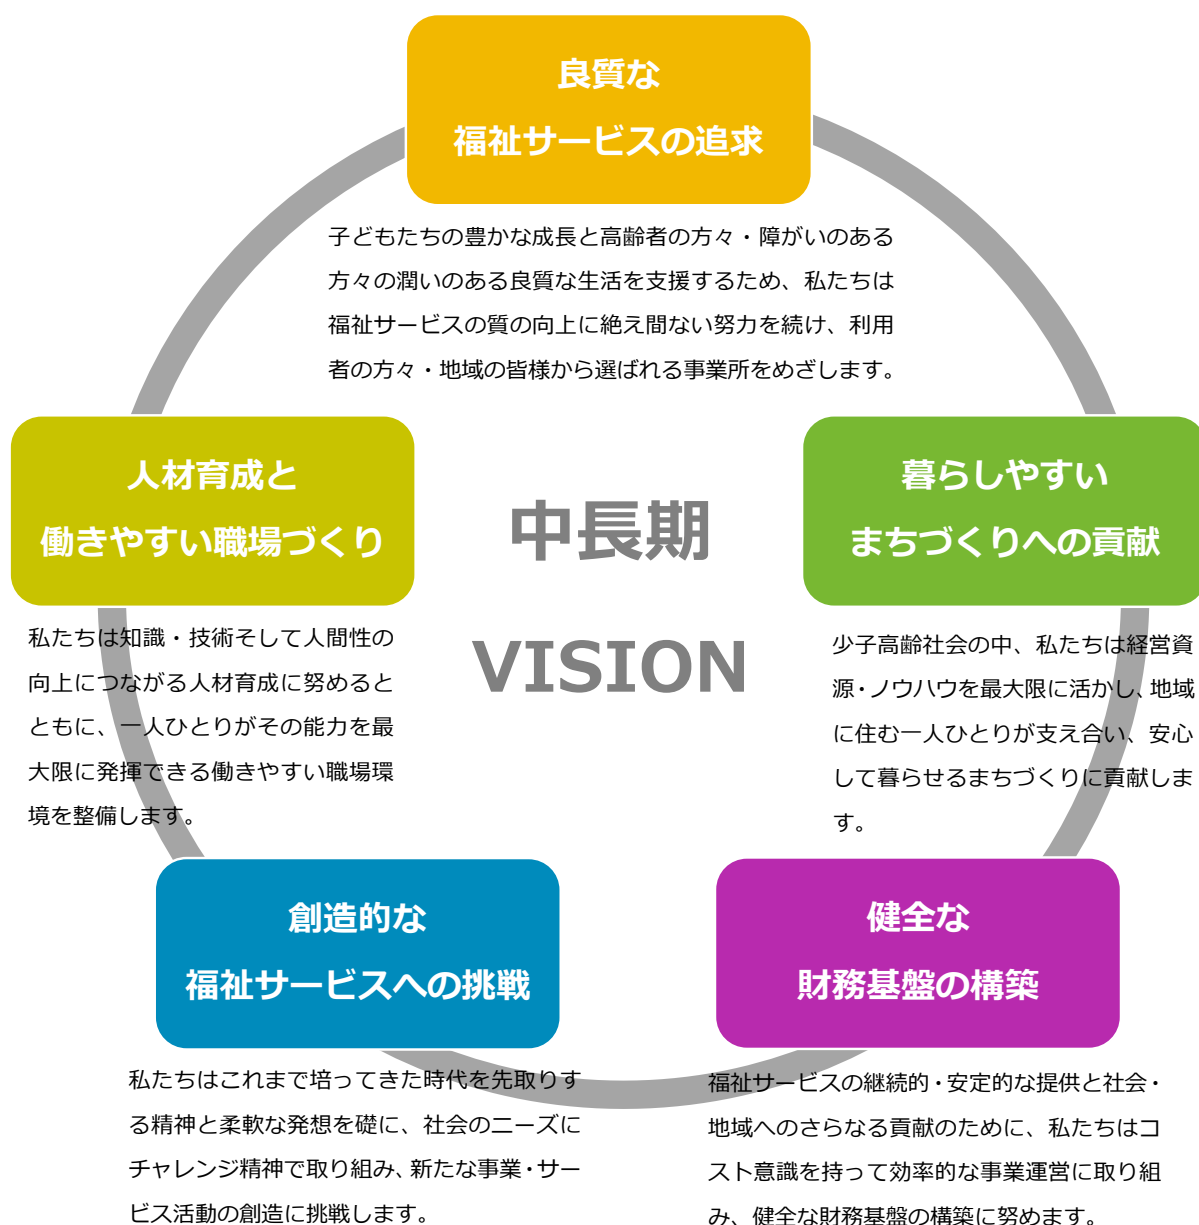 良質な
福祉サービスの追求
子どもたちの豊かな成長と高齢者の方々・障がいのある
方々の潤いのある良質な生活を支援するため、私たちは
福祉サービスの質の向上に絶え間ない努力を続け、利用
者の方々・地域の皆様から選ばれる事業所をめざします。
人材育成と
働きやすい職場づくり
私たちは知識・技術そして人間性の
向上につながる人材育成に努めると
ともに、一人ひとりがその能力を最
大限に発揮できる働きやすい職場環
境を整備します。
中長期
VISION
暮らしやすい
まちづくりへの貢献
少子高齢社会の中、私たちは経営資
源・ノウハウを最大限に活かし、地域
に住む一人ひとりが支え合い、安心
して暮らせるまちづくりに貢献しま
す。
創造的な
福祉サービスへの挑戦
私たちはこれまで培ってきた時代を先取りす
る精神と柔軟な発想を礎に、社会のニーズに
チャレンジ精神で取り組み、新たな事業・サー
ビス活動の創造に挑戦します。
健全な
財務基盤の構築
福祉サービスの継続的・安定的な提供と社会・
地域へのさらなる貢献のために、私たちはコ
スト意識を持って効率的な事業運営に取り組
み、健全な財務基盤の構築に努めます。